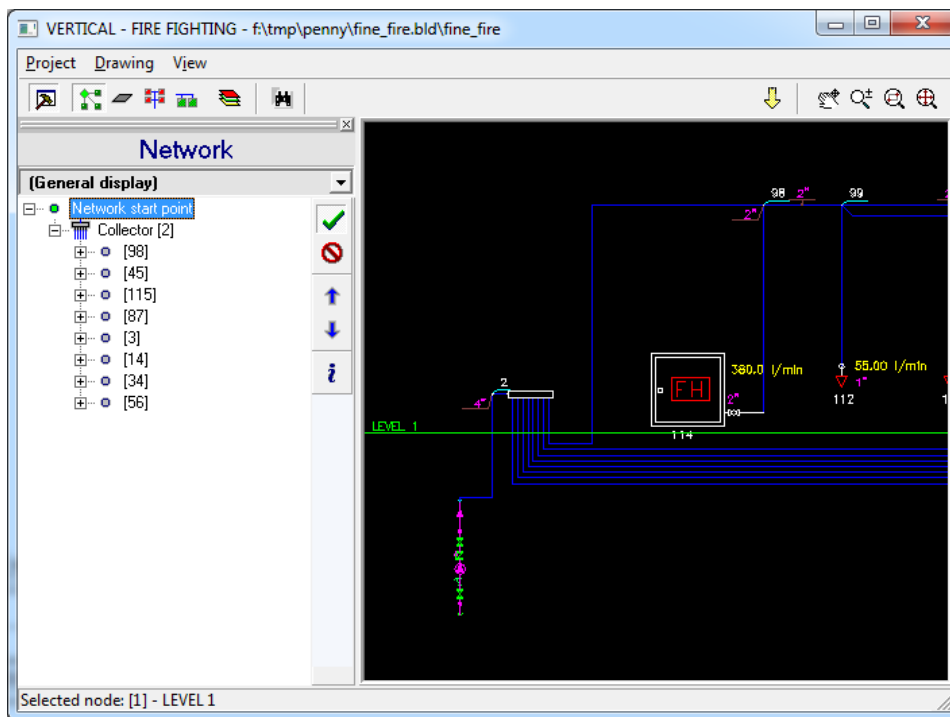 VERTICAL - FIRE FIGHTING - f:\tmp\penny\fine_fire.bld\fine_fire
Project Drawing View
Network
(General display)
Network start point
Collector [2]
[98]
[45]
[115]
[87]
[3]
[14]
[34]
[56]
98 2" 99
2"
380.0 l/min 55.00 l/min
FH 2" 1"
2
4"
112
114
LEVEL 1
Selected node: [1] - LEVEL 1